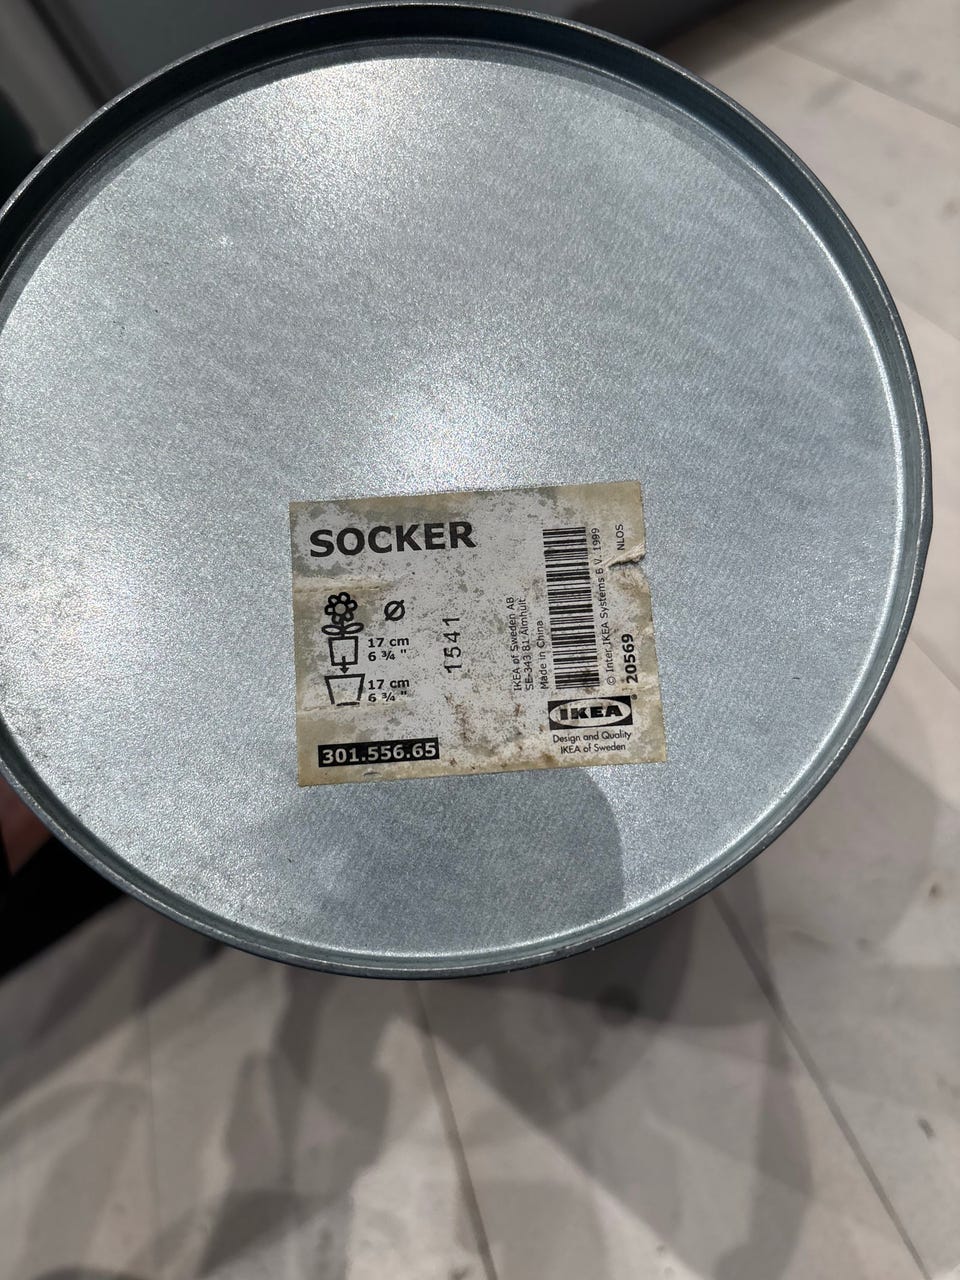 SOCKER
Ø
17 cm
6 ¾ "
17 cm
6 ¾ "
301.556.65
1541
IKEA of Sweden AB
SE-343 81 Älmhult
Made in China
© Inter IKEA Systems B.V. 1999
NLOS
20569
IKEA®
Design and Quality
IKEA of Sweden